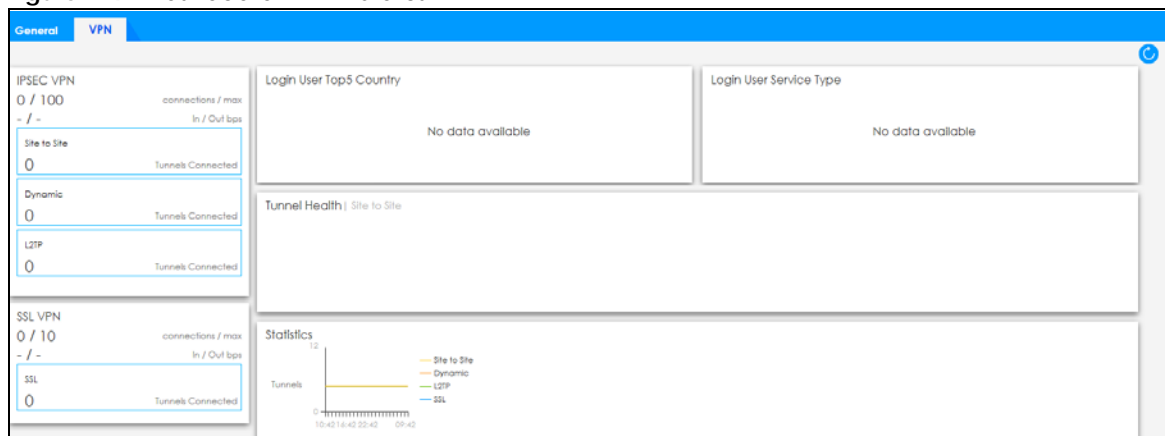 General VPN
IPSEC VPN
0 / 100 connections / max
- / - In / Out bps
Site to Site
0 Tunnels Connected
Dynamic
0 Tunnels Connected
L2TP
0 Tunnels Connected
SSL VPN
0 / 10 connections / max
- / - In / Out bps
SSL
0 Tunnels Connected
Login User Top5 Country
No data available
Login User Service Type
No data available
Tunnel Health | Site to Site
Statistics
12
Tunnels
0
10:42 16:42 22:42 09:42
Site to Site
Dynamic
L2TP
SSL